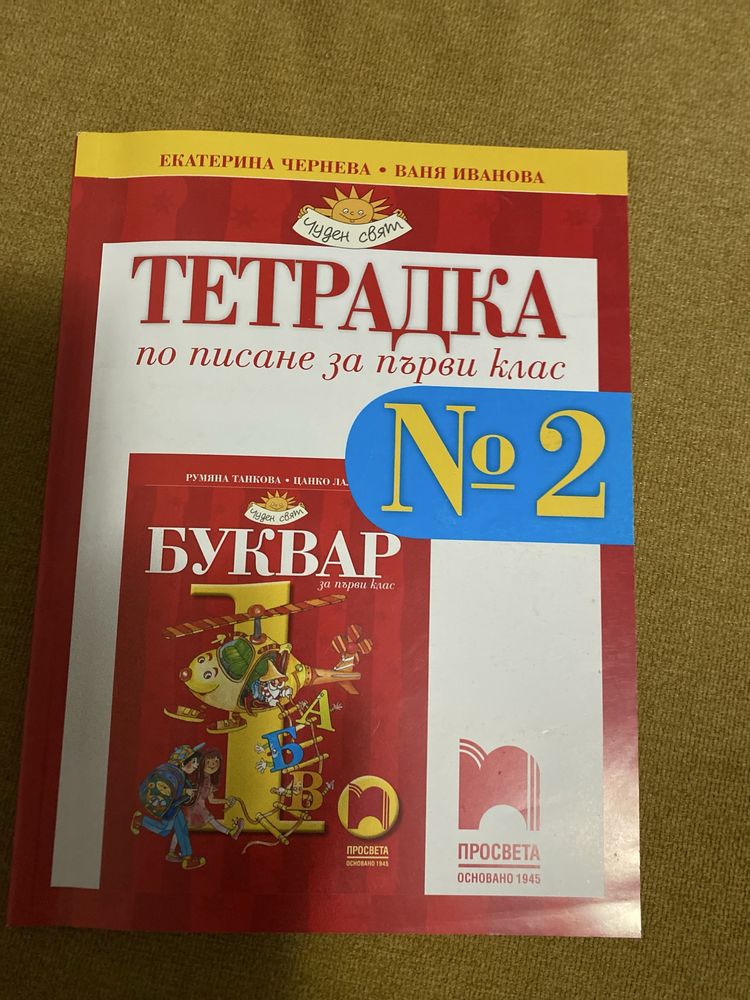 ЕКАТЕРИНА ЧЕРНЕВА • ВАНЯ ИВАНОВА
Чуден свят
ТЕТРАДКА
по писане за първи клас
№ 2
РУМЯНА ТАНКОВА • ЦАНКО
Чуден свят
БУКВАР
за първи клас
1
А
Б
В
ПРОСВЕТА
ОСНОВАНО 1945
ПРОСВЕТА
ОСНОВАНО 1945